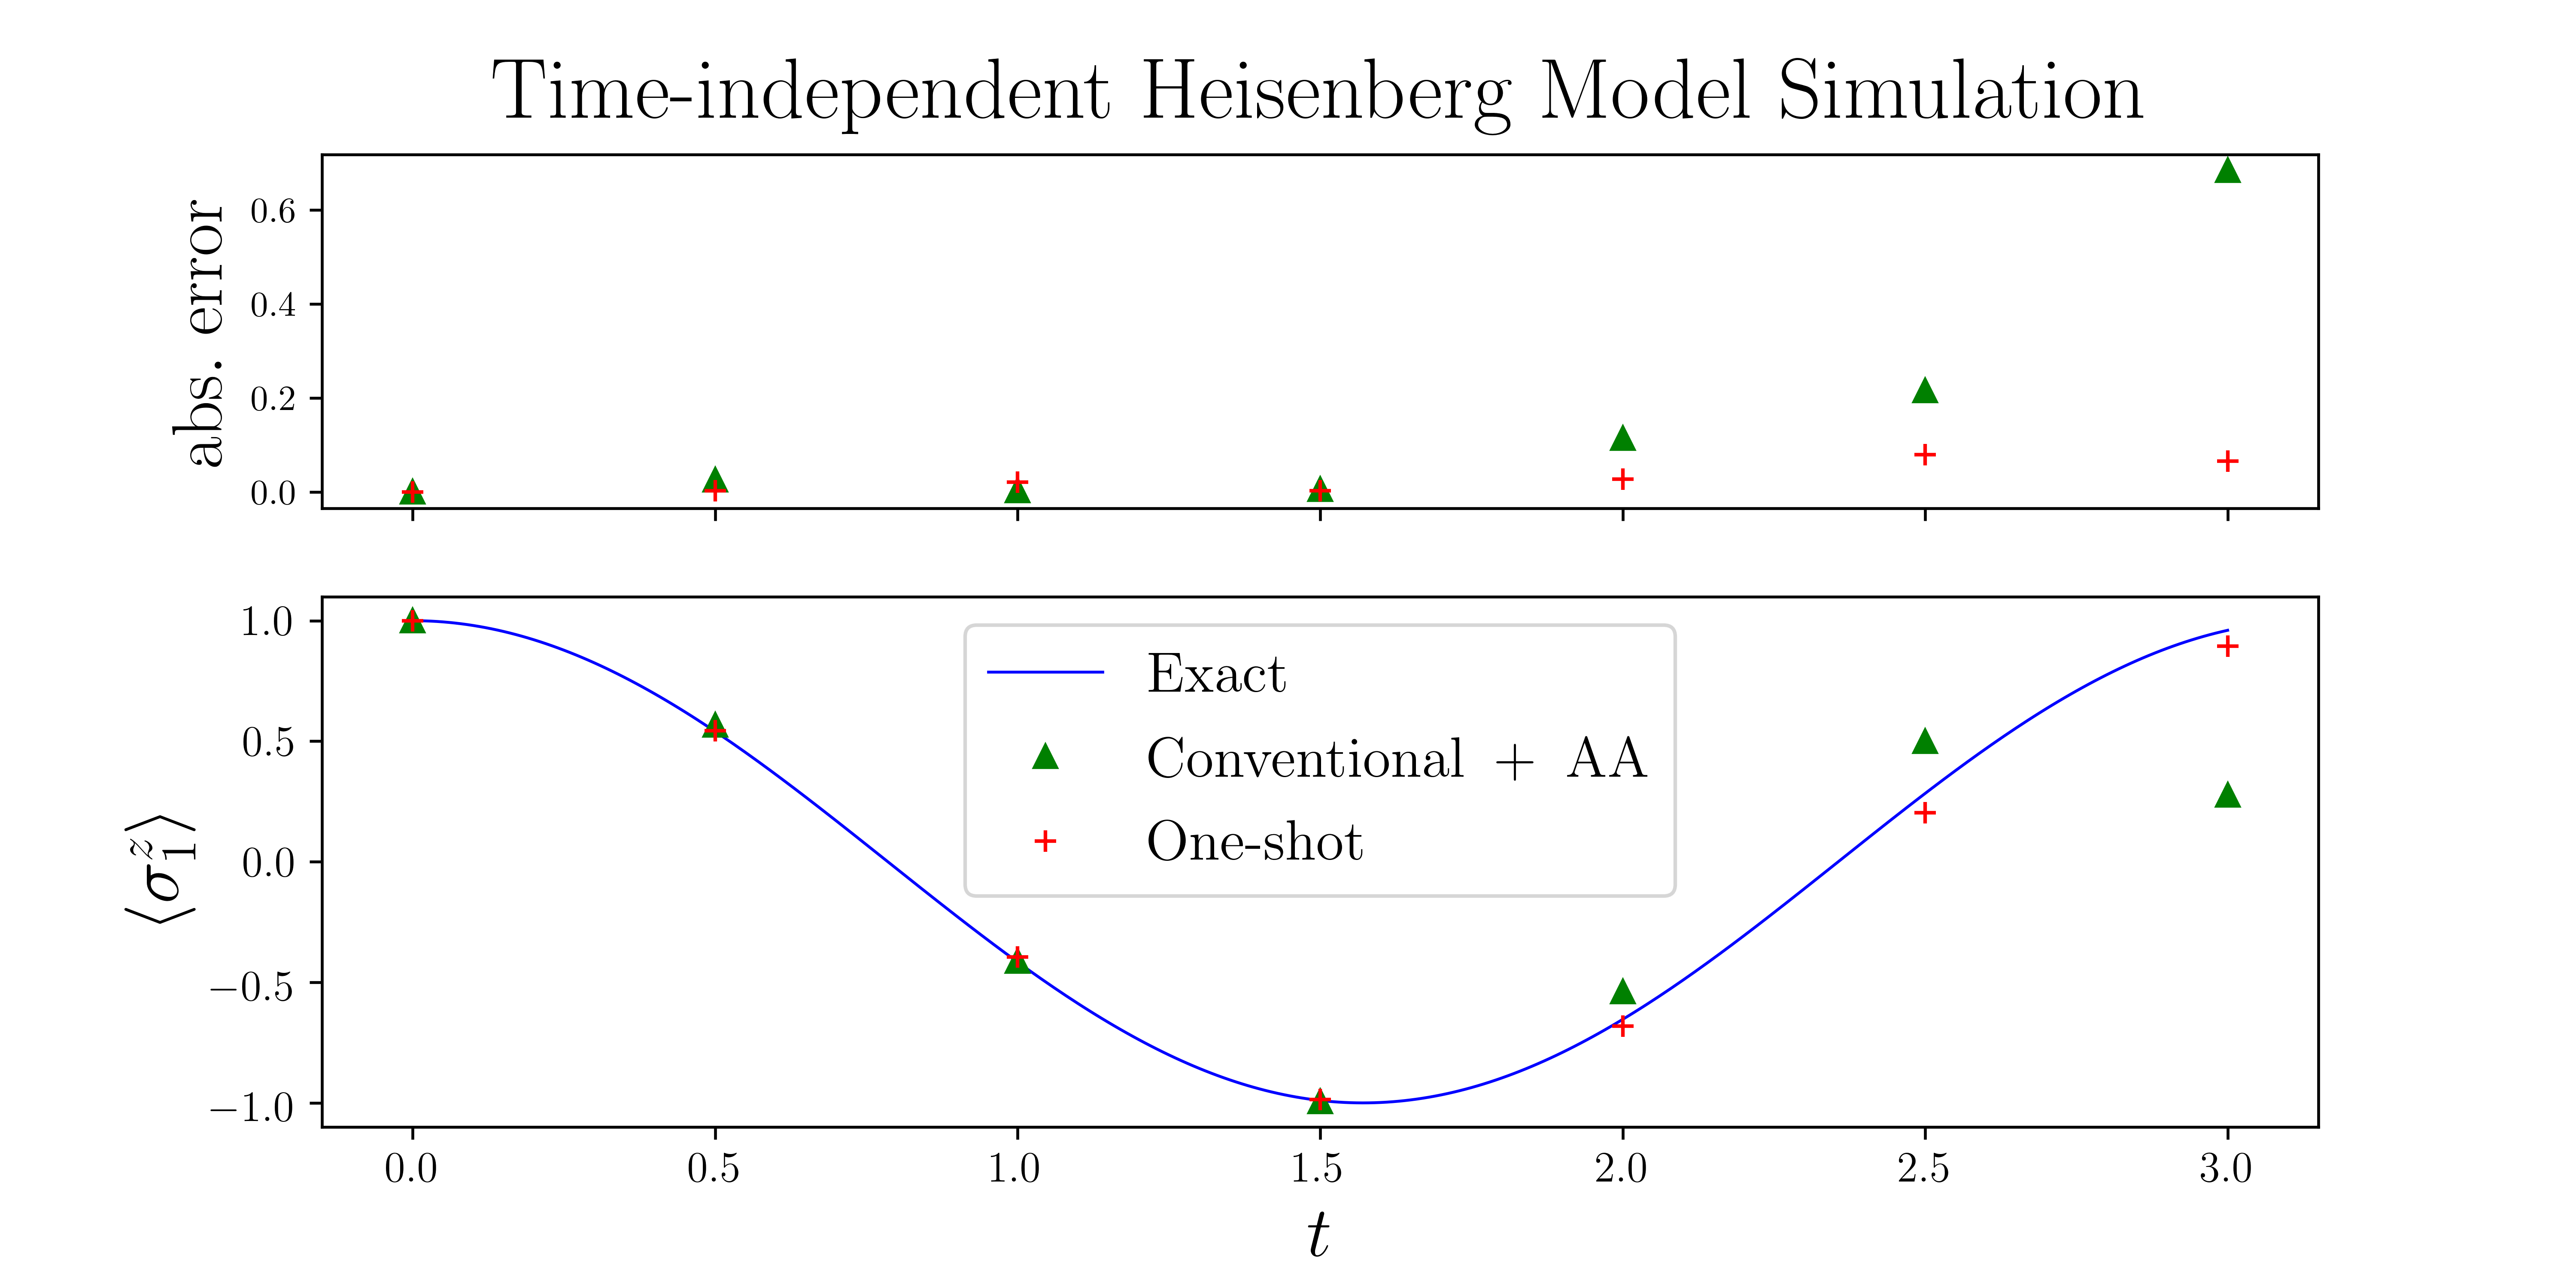 Time-independent Heisenberg Model Simulation
abs. error
0.6
0.4
0.2
0.0
⟨σ₁ᶻ⟩
1.0
0.5
0.0
−0.5
−1.0
Exact
Conventional + AA
One-shot
0.0 0.5 1.0 1.5 2.0 2.5 3.0
t